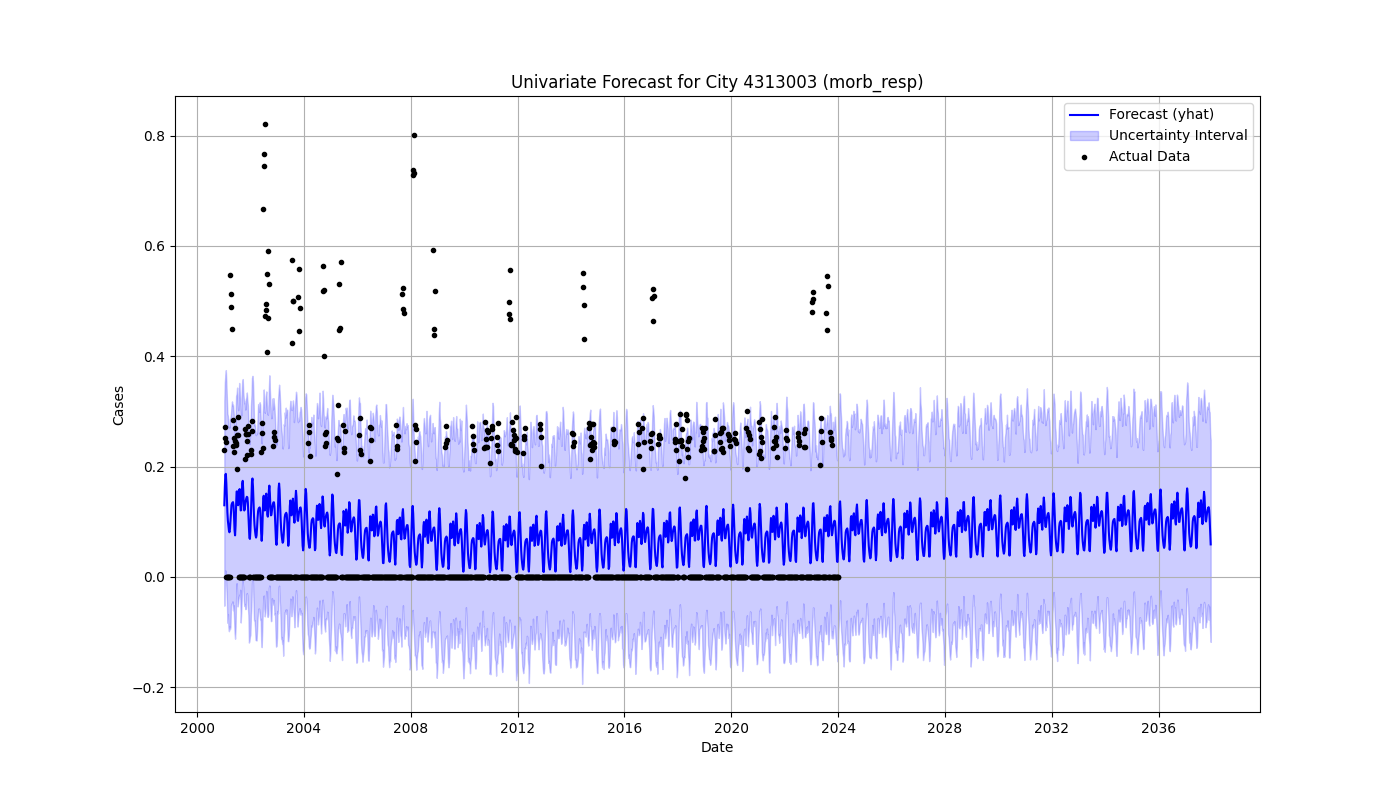 Univariate Forecast for City 4313003 (morb_resp)
Forecast (yhat)
Uncertainty Interval
Actual Data
Cases
0.8
0.6
0.4
0.2
0.0
−0.2
2000 2004 2008 2012 2016 2020 2024 2028 2032 2036
Date